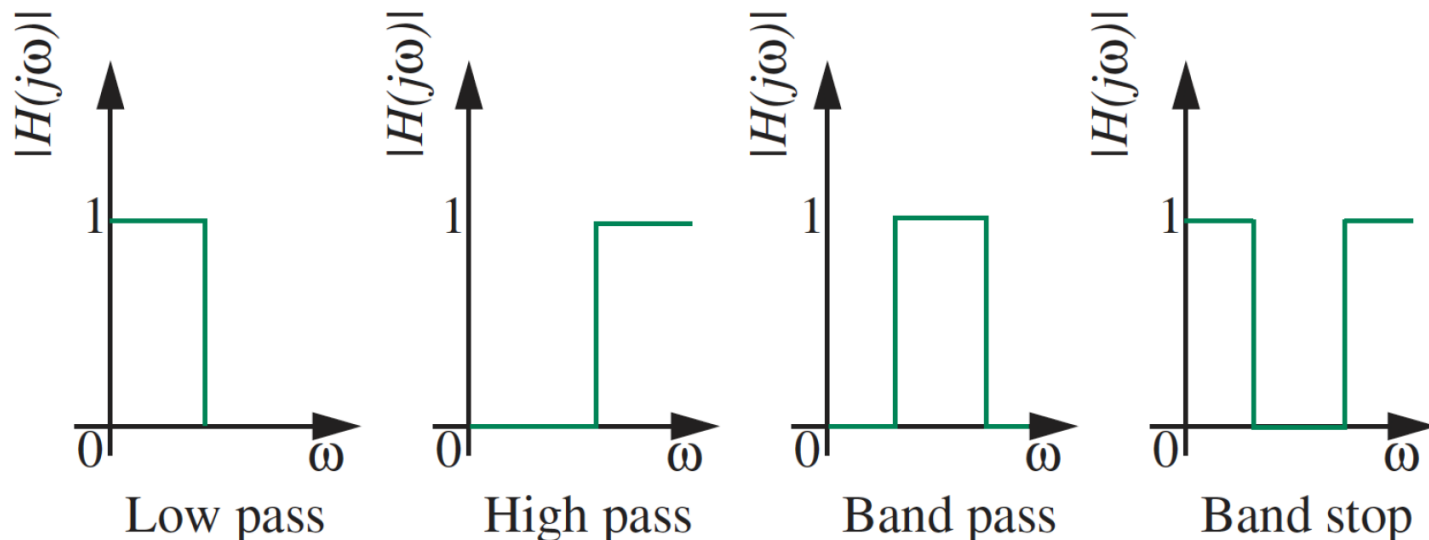 |H(jω)|
1
0
ω
Low pass
|H(jω)|
1
0
ω
High pass
|H(jω)|
1
0
ω
Band pass
|H(jω)|
1
0
ω
Band stop